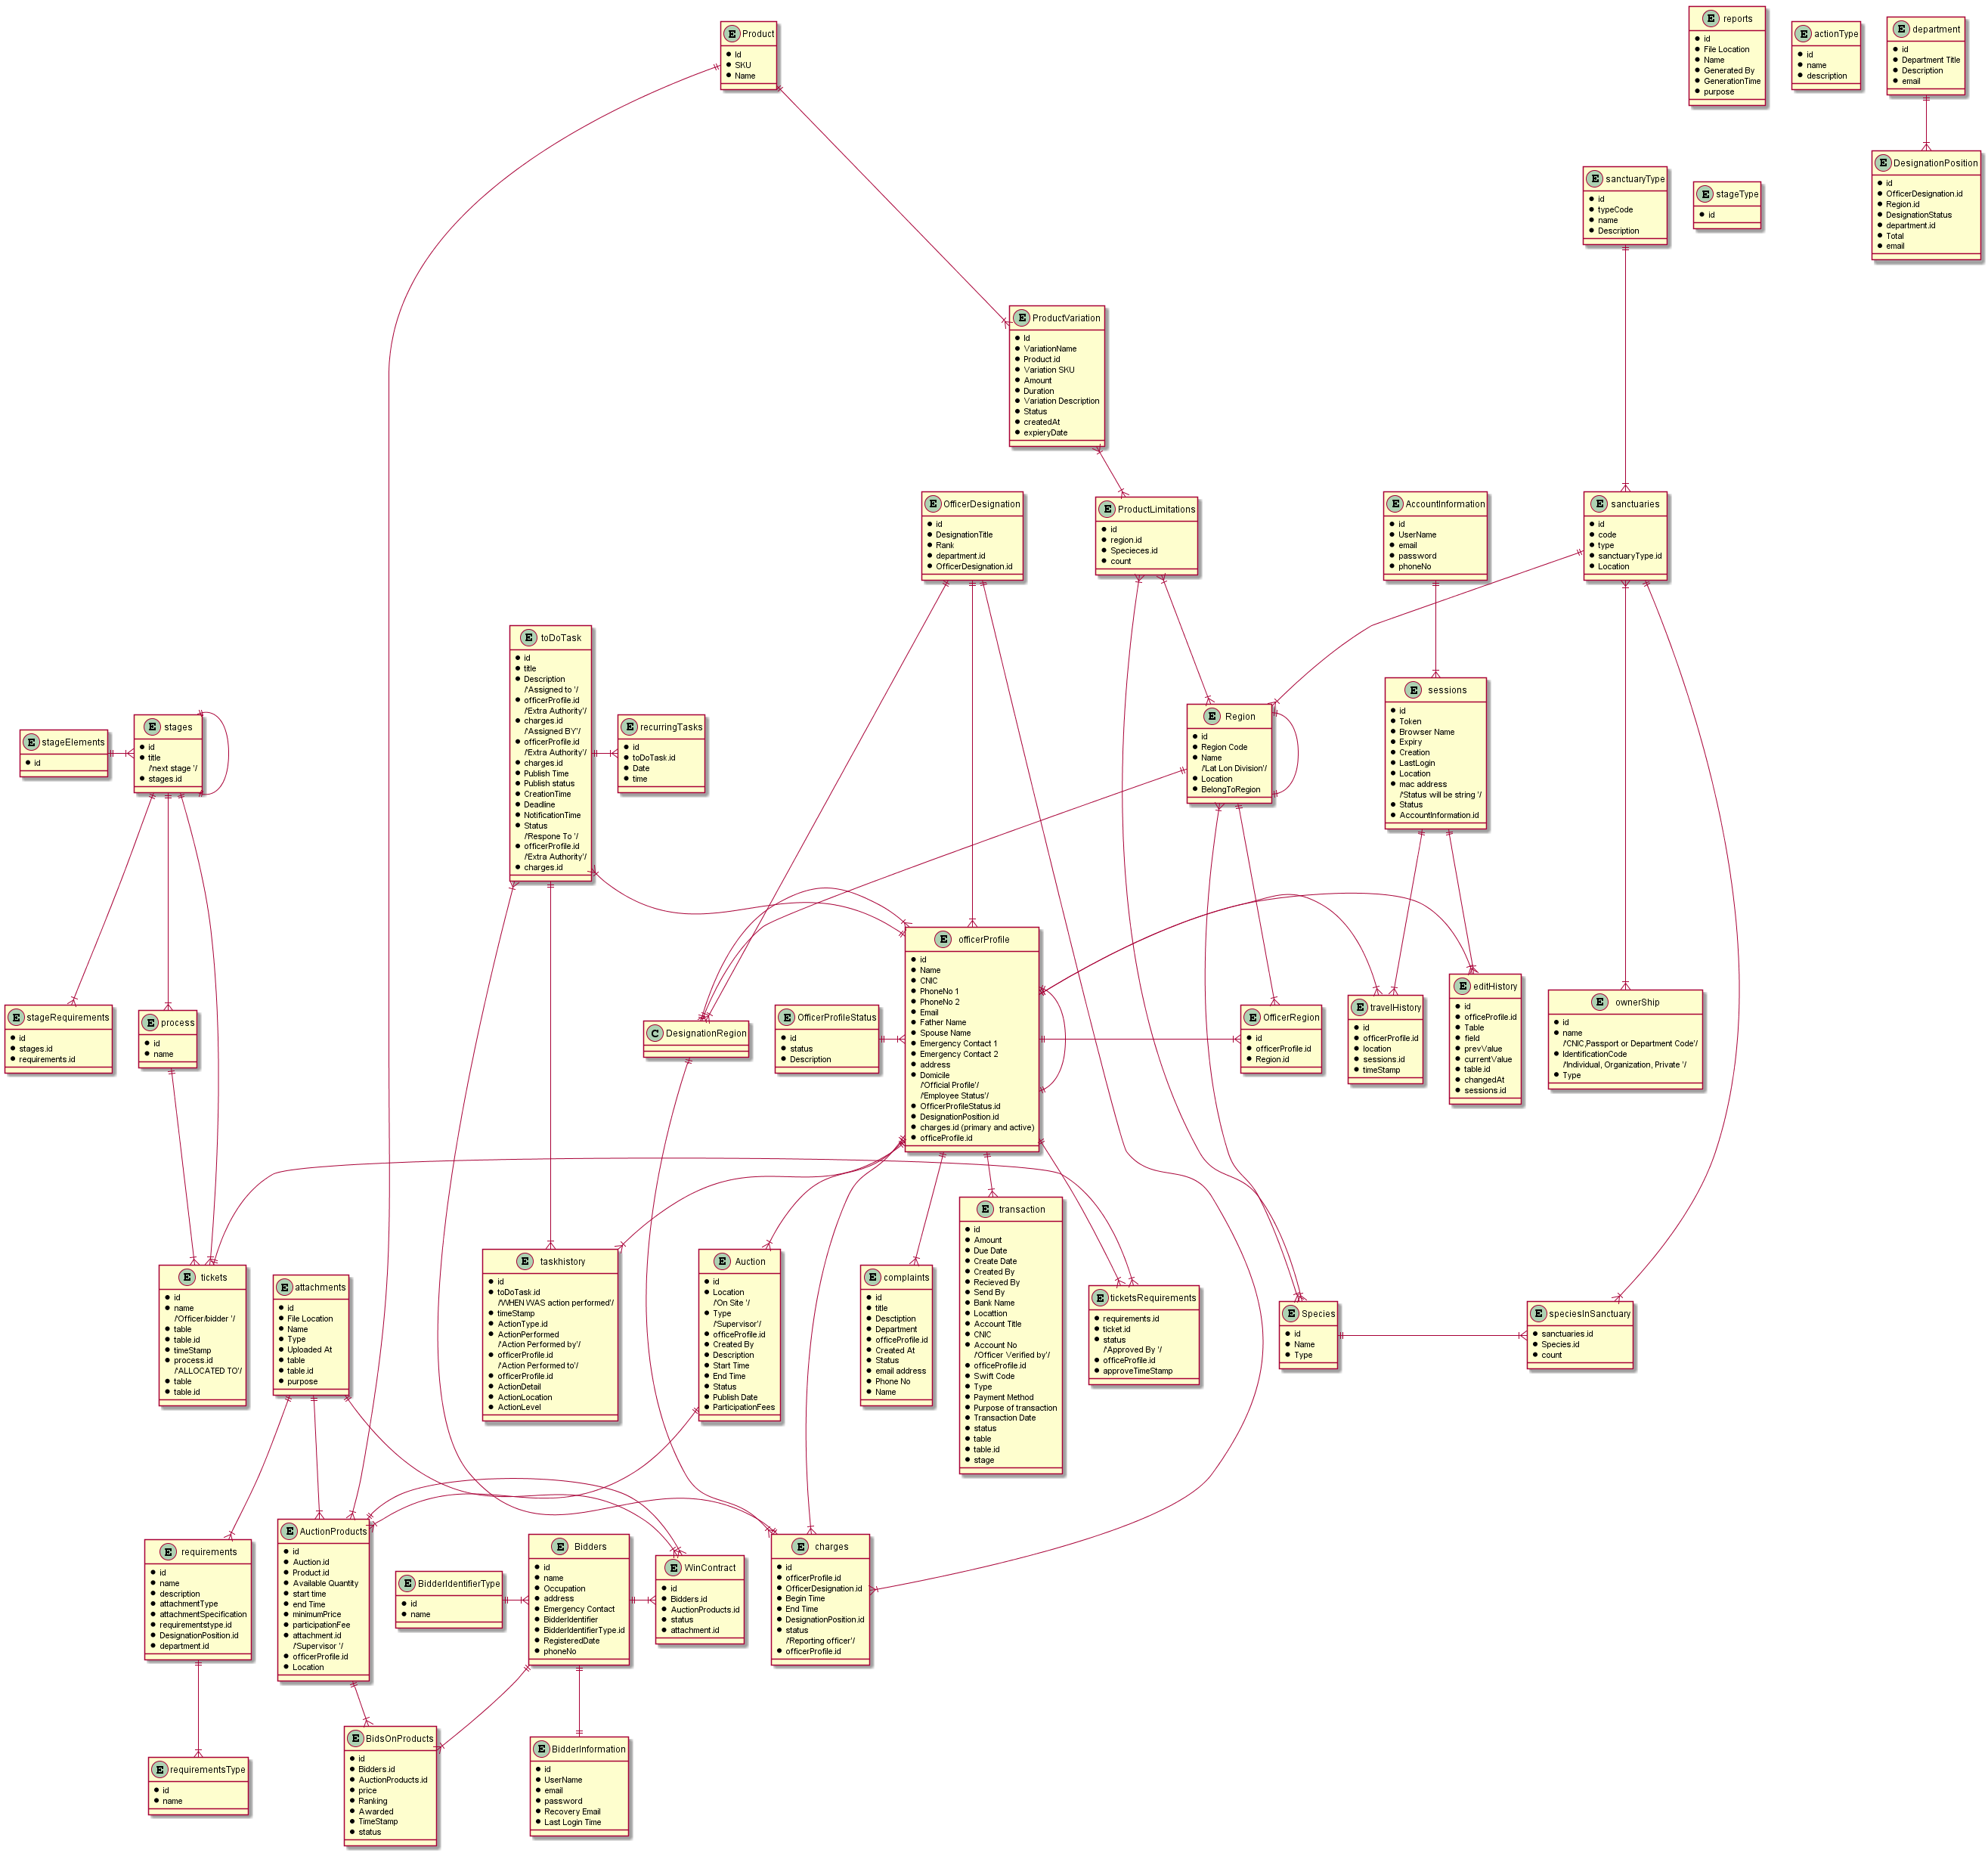 E Product
Id
SKU
Name
E reports
id
File Location
Name
Generated By
GenerationTime
purpose
E actionType
id
name
description
E department
id
Department Title
Description
email
E DesignationPosition
id
OfficerDesignation.id
Region.id
DesignationStatus
department.id
Total
email
E sanctuaryType
id
typeCode
name
Description
E stageType
id
E ProductVariation
Id
VariationName
Product.id
Variation SKU
Amount
Duration
Variation Description
Status
createdAt
expieryDate
E OfficerDesignation
id
DesignationTitle
Rank
department.id
OfficerDesignation.id
E ProductLimitations
id
region.id
Specieces.id
count
E AccountInformation
id
UserName
email
password
phoneNo
E sanctuaries
id
code
type
sanctuaryType.id
Location
E toDoTask
id
title
Description
/'Assigned to '/
officerProfile.id
/'Extra Authority'/
charges.id
/'Assigned BY'/
officerProfile.id
/'Extra Authority'/
charges.id
Publish Time
Publish status
CreationTime
Deadline
NotificationTime
Status
/'Respone To '/
officerProfile.id
/'Extra Authority'/
charges.id
E recurringTasks
id
toDoTask.id
Date
time
E stageElements
id
E stages
id
title
/'next stage '/
stages.id
E Region
id
Region Code
Name
/'Lat Lon Division'/
Location
BelongToRegion
E sessions
id
Token
Browser Name
Expiry
Creation
LastLogin
Location
mac address
/'Status will be string '/
Status
AccountInformation.id
E stageRequirements
id
stages.id
requirements.id
E process
id
name
C DesignationRegion
E OfficerProfileStatus
id
status
Description
E officerProfile
id
Name
CNIC
PhoneNo 1
PhoneNo 2
Email
Father Name
Spouse Name
Emergency Contact 1
Emergency Contact 2
address
Domicile
/'Official Profile'/
/'Employee Status'/
OfficerProfileStatus.id
DesignationPosition.id
charges.id (primary and active)
officeProfile.id
E OfficerRegion
id
officerProfile.id
Region.id
E travelHistory
id
officerProfile.id
location
sessions.id
timeStamp
E editHistory
id
officeProfile.id
Table
field
prevValue
currentValue
table.id
changedAt
sessions.id
E ownerShip
id
name
/'CNIC,Passport or Department Code'/
IdentificationCode
/'Individual, Organization, Private '/
Type
E tickets
id
name
/'Officer/bidder '/
table
table.id
timeStamp
process.id
/'ALLOCATED TO'/
table
table.id
E attachments
id
File Location
Name
Type
Uploaded At
table
table.id
purpose
E taskhistory
id
toDoTask.id
/'WHEN WAS action performed'/
timeStamp
ActionType.id
ActionPerformed
/'Action Performed by'/
officerProfile.id
/'Action Performed to'/
officerProfile.id
ActionDetail
ActionLocation
ActionLevel
E Auction
id
Location
/'On Site '/
Type
/'Supervisor'/
officeProfile.id
Created By
Description
Start Time
End Time
Status
Publish Date
ParticipationFees
E complaints
id
title
Desctiption
Department
officeProfile.id
Created At
Status
email address
Phone No
Name
E transaction
id
Amount
Due Date
Create Date
Created By
Recieved By
Send By
Bank Name
Location
Account Title
CNIC
Account No
/'Officer Verified by'/
officeProfile.id
Swift Code
Type
Payment Method
Purpose of transaction
Transaction Date
status
table
table.id
stage
E ticketsRequirements
requirements.id
ticket.id
status
/'Approved By '/
officeProfile.id
approveTimeStamp
E Species
id
Name
Type
E speciesInSanctuary
sanctuaries.id
Species.id
count
E requirements
id
name
description
attachmentType
attachmentSpecification
requirementstype.id
DesignationPosition.id
department.id
E AuctionProducts
id
Auction.id
Product.id
Available Quantity
start time
end Time
minimumPrice
participationFee
attachment.id
/'Supervisor '/
officerProfile.id
Location
E BidderIdentifierType
id
name
E Bidders
id
name
Occupation
address
Emergency Contact
BidderIdentifier
BidderIdentifierType.id
RegisteredDate
phoneNo
E WinContract
id
Bidders.id
AuctionProducts.id
status
attachment.id
E charges
id
officerProfile.id
OfficerDesignation.id
Begin Time
End Time
DesignationPosition.id
status
/'Reporting officer'/
officerProfile.id
E requirementsType
id
name
E BidsOnProducts
id
Bidders.id
AuctionProducts.id
price
Ranking
Awarded
TimeStamp
status
E BidderInformation
id
UserName
email
password
Recovery Email
Last Login Time